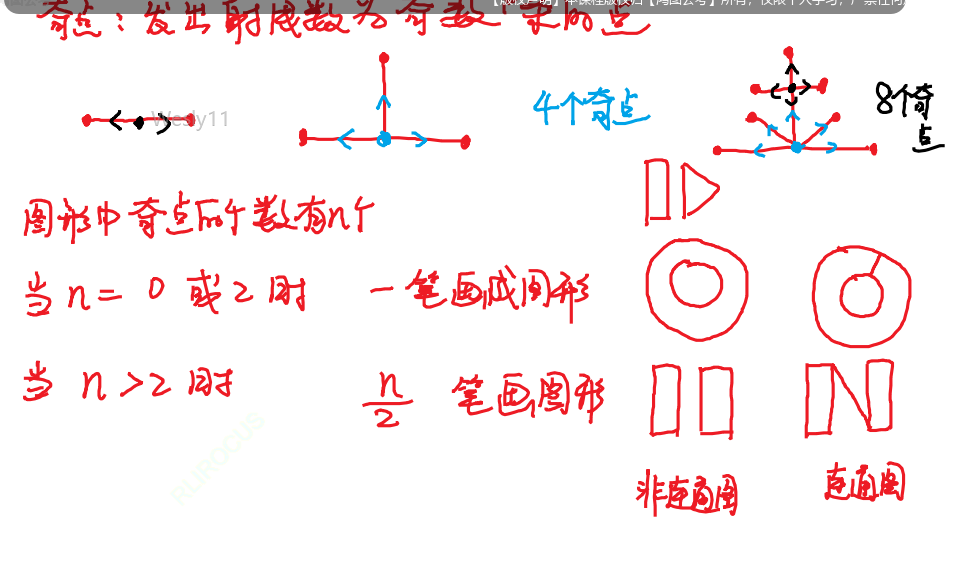 【版权声明】本课程版权归【鸿图公考】所有，仅限个人学习，严禁任何
奇点：发出射线数为奇数条的点
Wesly11
4个奇点
8个奇点
图形中奇点的个数有n个
当 n = 0 或 2 时 一笔画成图形
当 n > 2 时 n/2 笔画图形
RUROCUS
非连通图
连通图